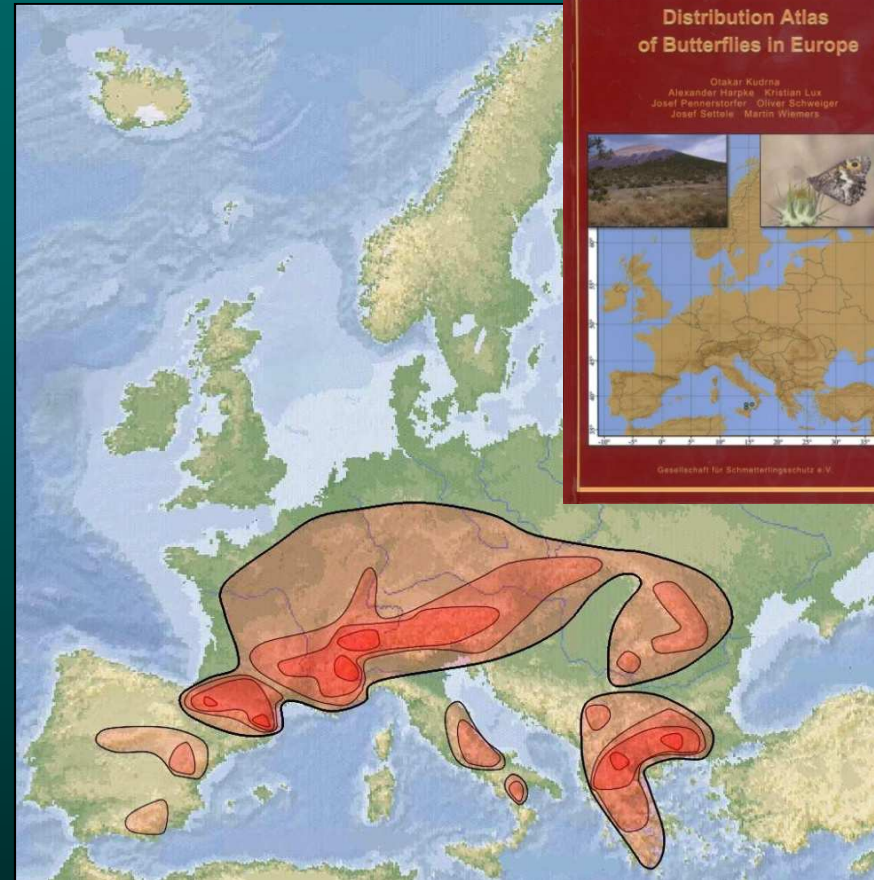 Distribution Atlas
of Butterflies in Europe
Otakar Kudrna
Alexander Harpke Kristian Lux
Josef Pennerstorfer Oliver Schweiger
Josef Settele Martin Wiemers
Gesellschaft für Schmetterlingsschutz e.V.